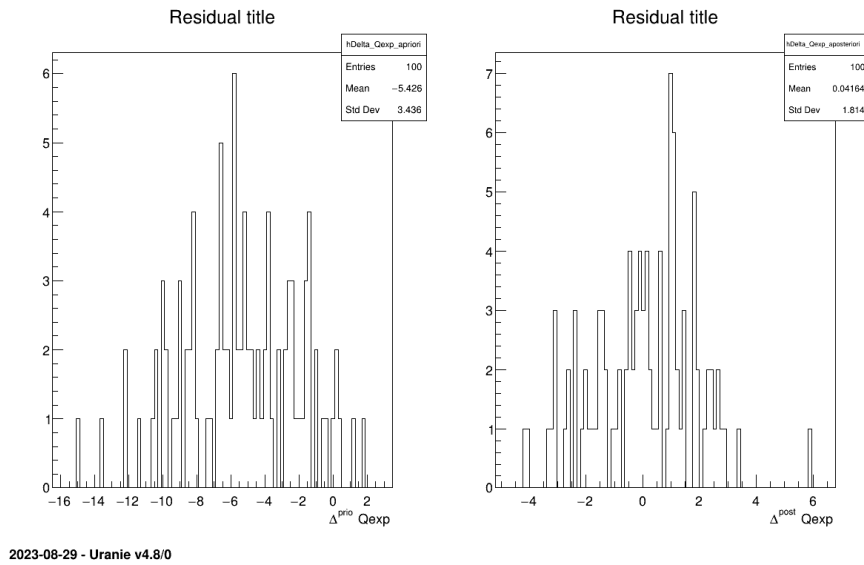 Residual title
hDelta_Qexp_apriori
Entries 100
Mean −5.426
Std Dev 3.436
6
5
4
3
2
1
0
−16 −14 −12 −10 −8 −6 −4 −2 0 2
Δ^prio Qexp
Residual title
hDelta_Qexp_aposteriori
Entries 100
Mean 0.04164
Std Dev 1.814
7
6
5
4
3
2
1
0
−4 −2 0 2 4 6
Δ^post Qexp
2023-08-29 - Uranie v4.8/0